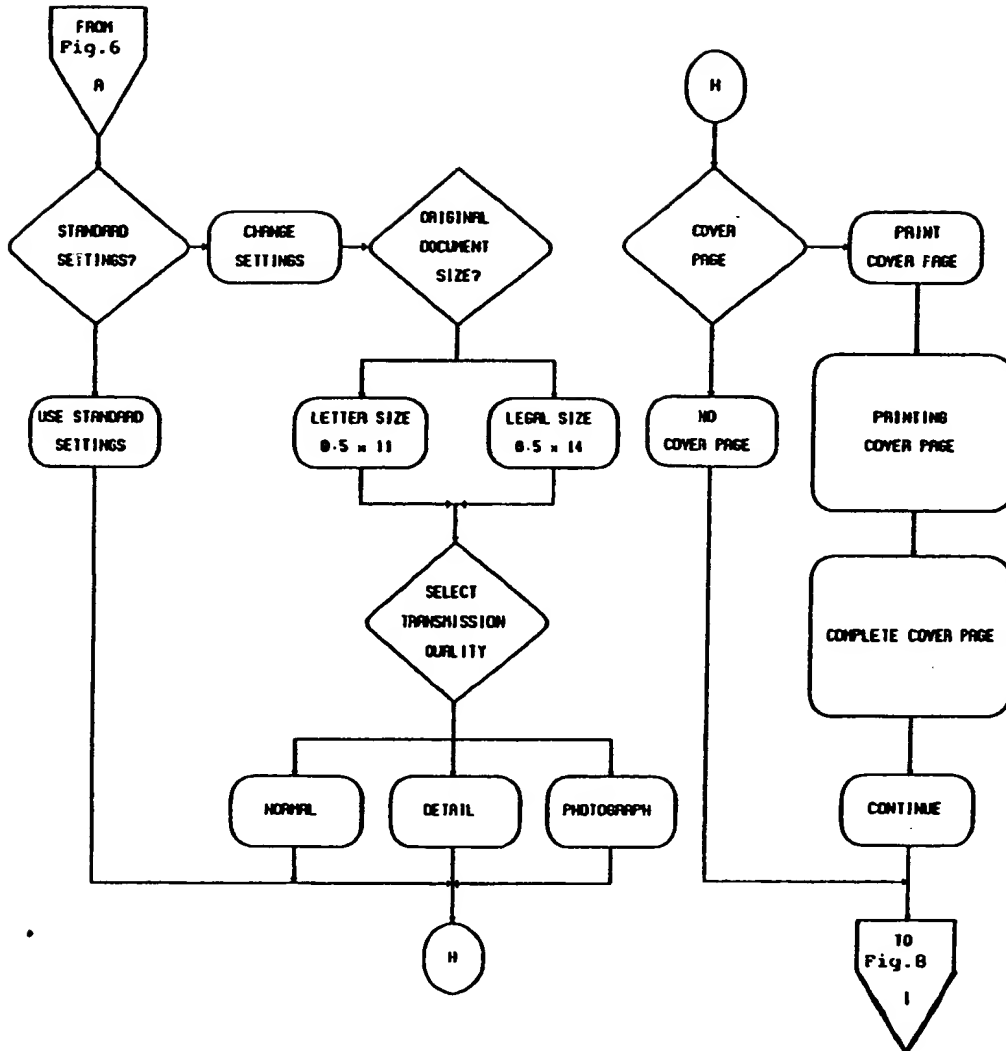 FROM
Fig.6
A
STANDARD
SETTINGS?
CHANGE
SETTINGS
ORIGINAL
DOCUMENT
SIZE?
USE STANDARD
SETTINGS
LETTER SIZE
8.5 x 11
LEGAL SIZE
8.5 x 14
SELECT
TRANSMISSION
QUALITY
NORMAL
DETAIL
PHOTOGRAPH
H
H
COVER
PAGE
PRINT
COVER PAGE
NO
COVER PAGE
PRINTING
COVER PAGE
COMPLETE COVER PAGE
CONTINUE
TO
Fig.8
I